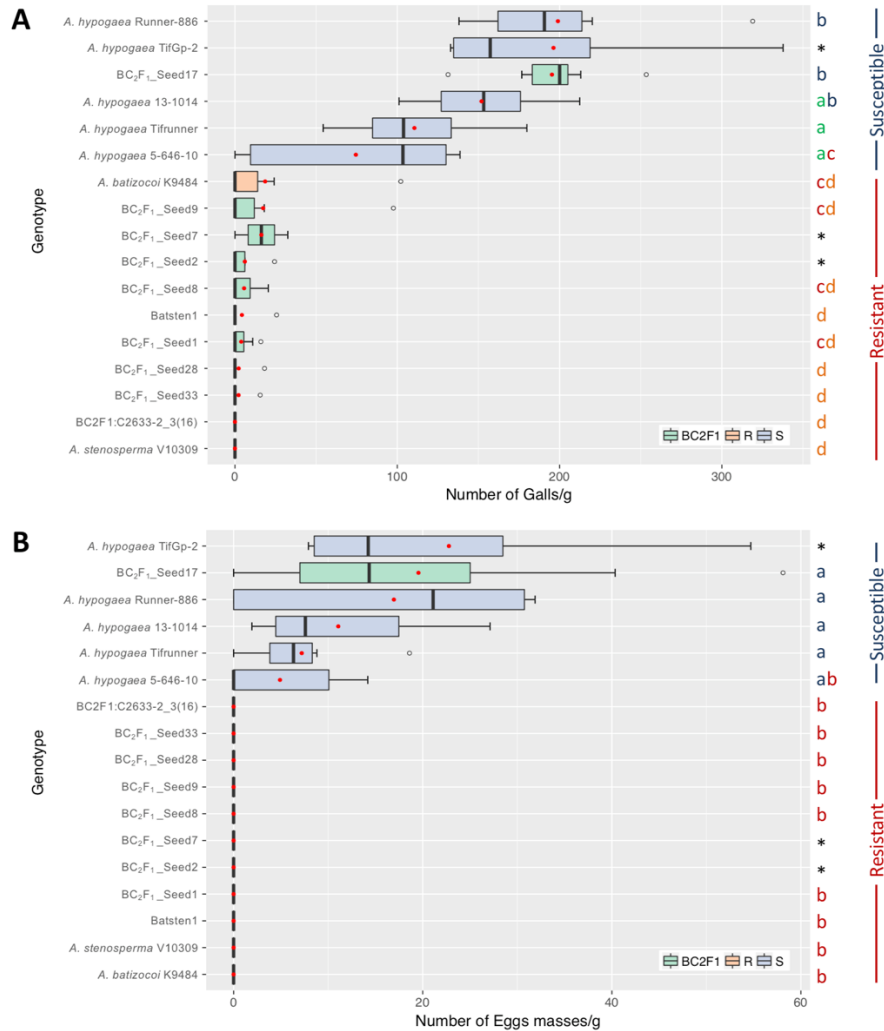 A
Genotype
A. hypogaea Runner-886
b
A. hypogaea TifGp-2
*
BC₂F₁_Seed17
b
A. hypogaea 13-1014
ab
A. hypogaea Tifrunner
a
A. hypogaea 5-646-10
ac
A. batizocoi K9484
cd
BC₂F₁_Seed9
cd
BC₂F₁_Seed7
*
BC₂F₁_Seed2
*
BC₂F₁_Seed8
cd
Batsten1
d
BC₂F₁_Seed1
cd
BC₂F₁_Seed28
d
BC₂F₁_Seed33
d
BC2F1:C2633-2_3(16)
d
A. stenosperma V10309
d
Susceptible
Resistant
BC2F1 R S
0 100 200 300
Number of Galls/g
B
Genotype
A. hypogaea TifGp-2
*
BC₂F₁_Seed17
a
A. hypogaea Runner-886
a
A. hypogaea 13-1014
a
A. hypogaea Tifrunner
a
A. hypogaea 5-646-10
ab
BC2F1:C2633-2_3(16)
b
BC₂F₁_Seed33
b
BC₂F₁_Seed28
b
BC₂F₁_Seed9
b
BC₂F₁_Seed8
b
BC₂F₁_Seed7
*
BC₂F₁_Seed2
*
BC₂F₁_Seed1
b
Batsten1
b
A. stenosperma V10309
b
A. batizocoi K9484
b
Susceptible
Resistant
BC2F1 R S
0 20 40 60
Number of Eggs masses/g